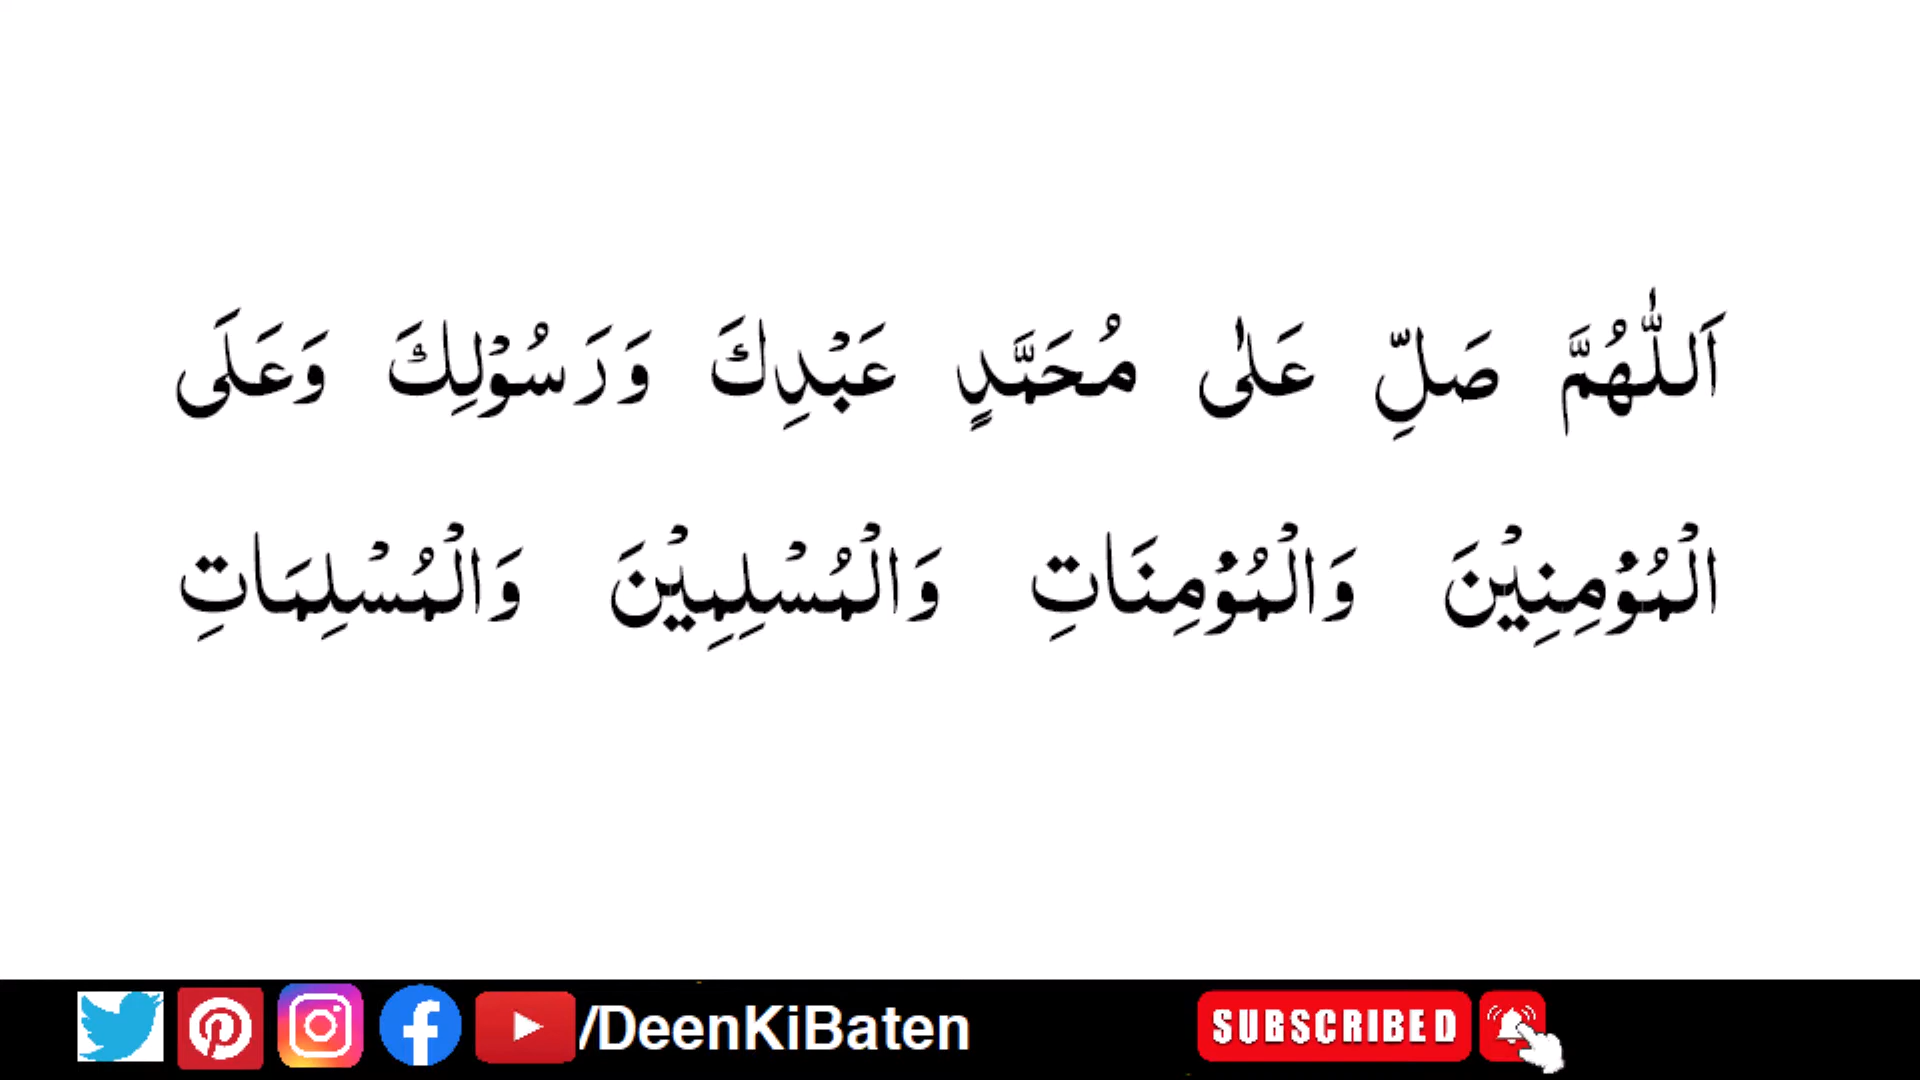 اَللّٰهُمَّ صَلِّ عَلٰى مُحَمَّدٍ عَبْدِكَ وَرَسُوْلِكَ وَعَلَى
الْمُؤْمِنِيْنَ وَالْمُؤْمِنَاتِ وَالْمُسْلِمِيْنَ وَالْمُسْلِمَاتِ
/DeenKiBaten SUBSCRIBED